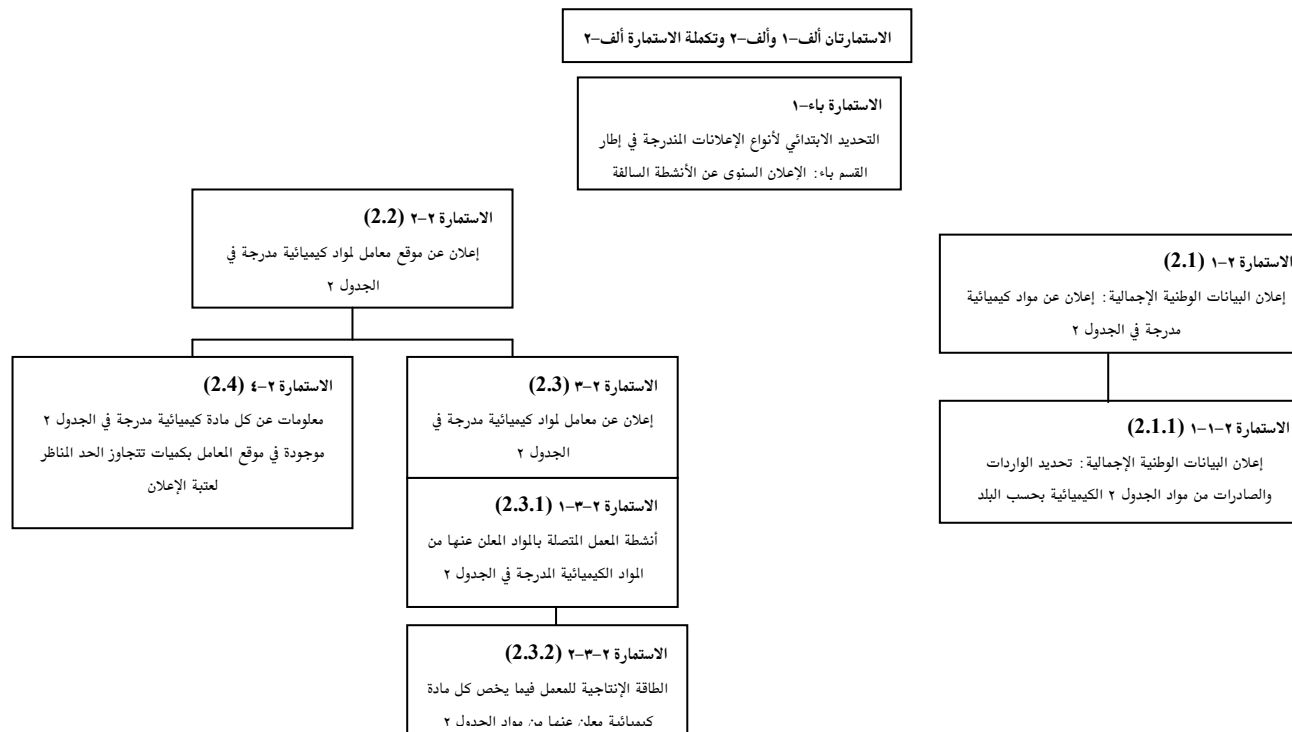 الاستمارتان ألف-١ وألف-٢ وتكملة الاستمارة ألف-٢
الاستمارة باء-١
التحديد الابتدائي لأنواع الإعلانات المندرجة في إطار
القسم باء: الإعلان السنوي عن الأنشطة السالفة
الاستمارة ٢-١ (2.1)
إعلان البيانات الوطنية الإجمالية: إعلان عن مواد كيميائية
مدرجة في الجدول ٢
الاستمارة ٢-١-١ (2.1.1)
إعلان البيانات الوطنية الإجمالية: تحديد الواردات
والصادرات من مواد الجدول ٢ الكيميائية بحسب البلد
الاستمارة ٢-٢ (2.2)
إعلان عن موقع معامل لمواد كيميائية مدرجة في
الجدول ٢
الاستمارة ٢-٣ (2.3)
إعلان عن معامل لمواد كيميائية مدرجة في
الجدول ٢
الاستمارة ٢-٣-١ (2.3.1)
أنشطة المعمل المتصلة بالمواد المعلن عنها من
المواد الكيميائية المدرجة في الجدول ٢
الاستمارة ٢-٣-٢ (2.3.2)
الطاقة الإنتاجية للمعمل فيما يخص كل مادة
كيميائية معلن عنها من مواد الجدول ٢
الاستمارة ٢-٤ (2.4)
معلومات عن كل مادة كيميائية مدرجة في الجدول ٢
موجودة في موقع المعامل بكميات تتجاوز الحد المناظر
لعتبة الإعلان